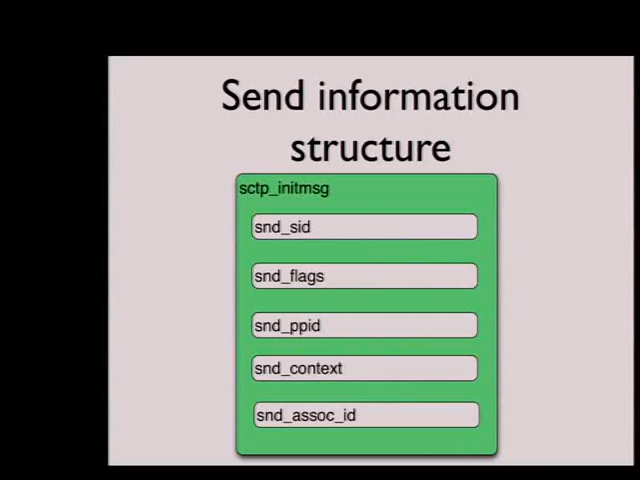 Send information
structure
sctp_initmsg
snd_sid
snd_flags
snd_ppid
snd_context
snd_assoc_id